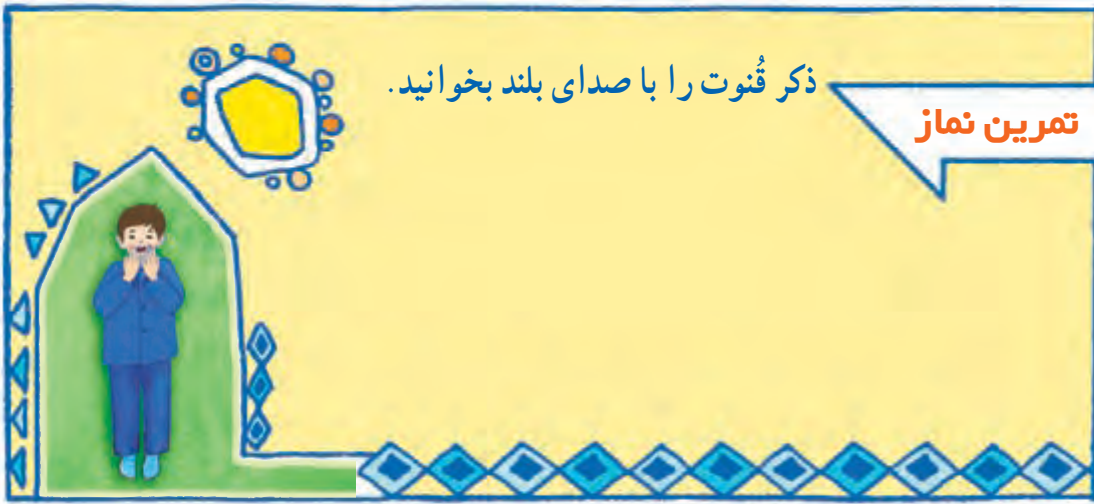 ذکر قُنوت را با صدای بلند بخوانید.
تمرین نماز